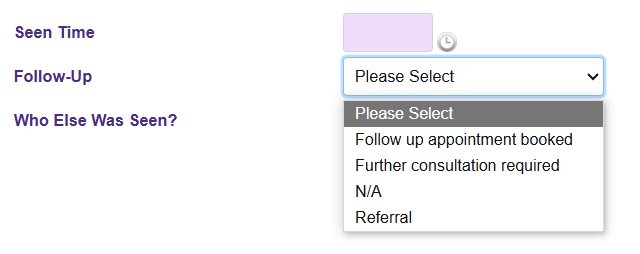 Seen Time
Follow-Up
Please Select
Please Select
Follow up appointment booked
Further consultation required
N/A
Referral
Who Else Was Seen?